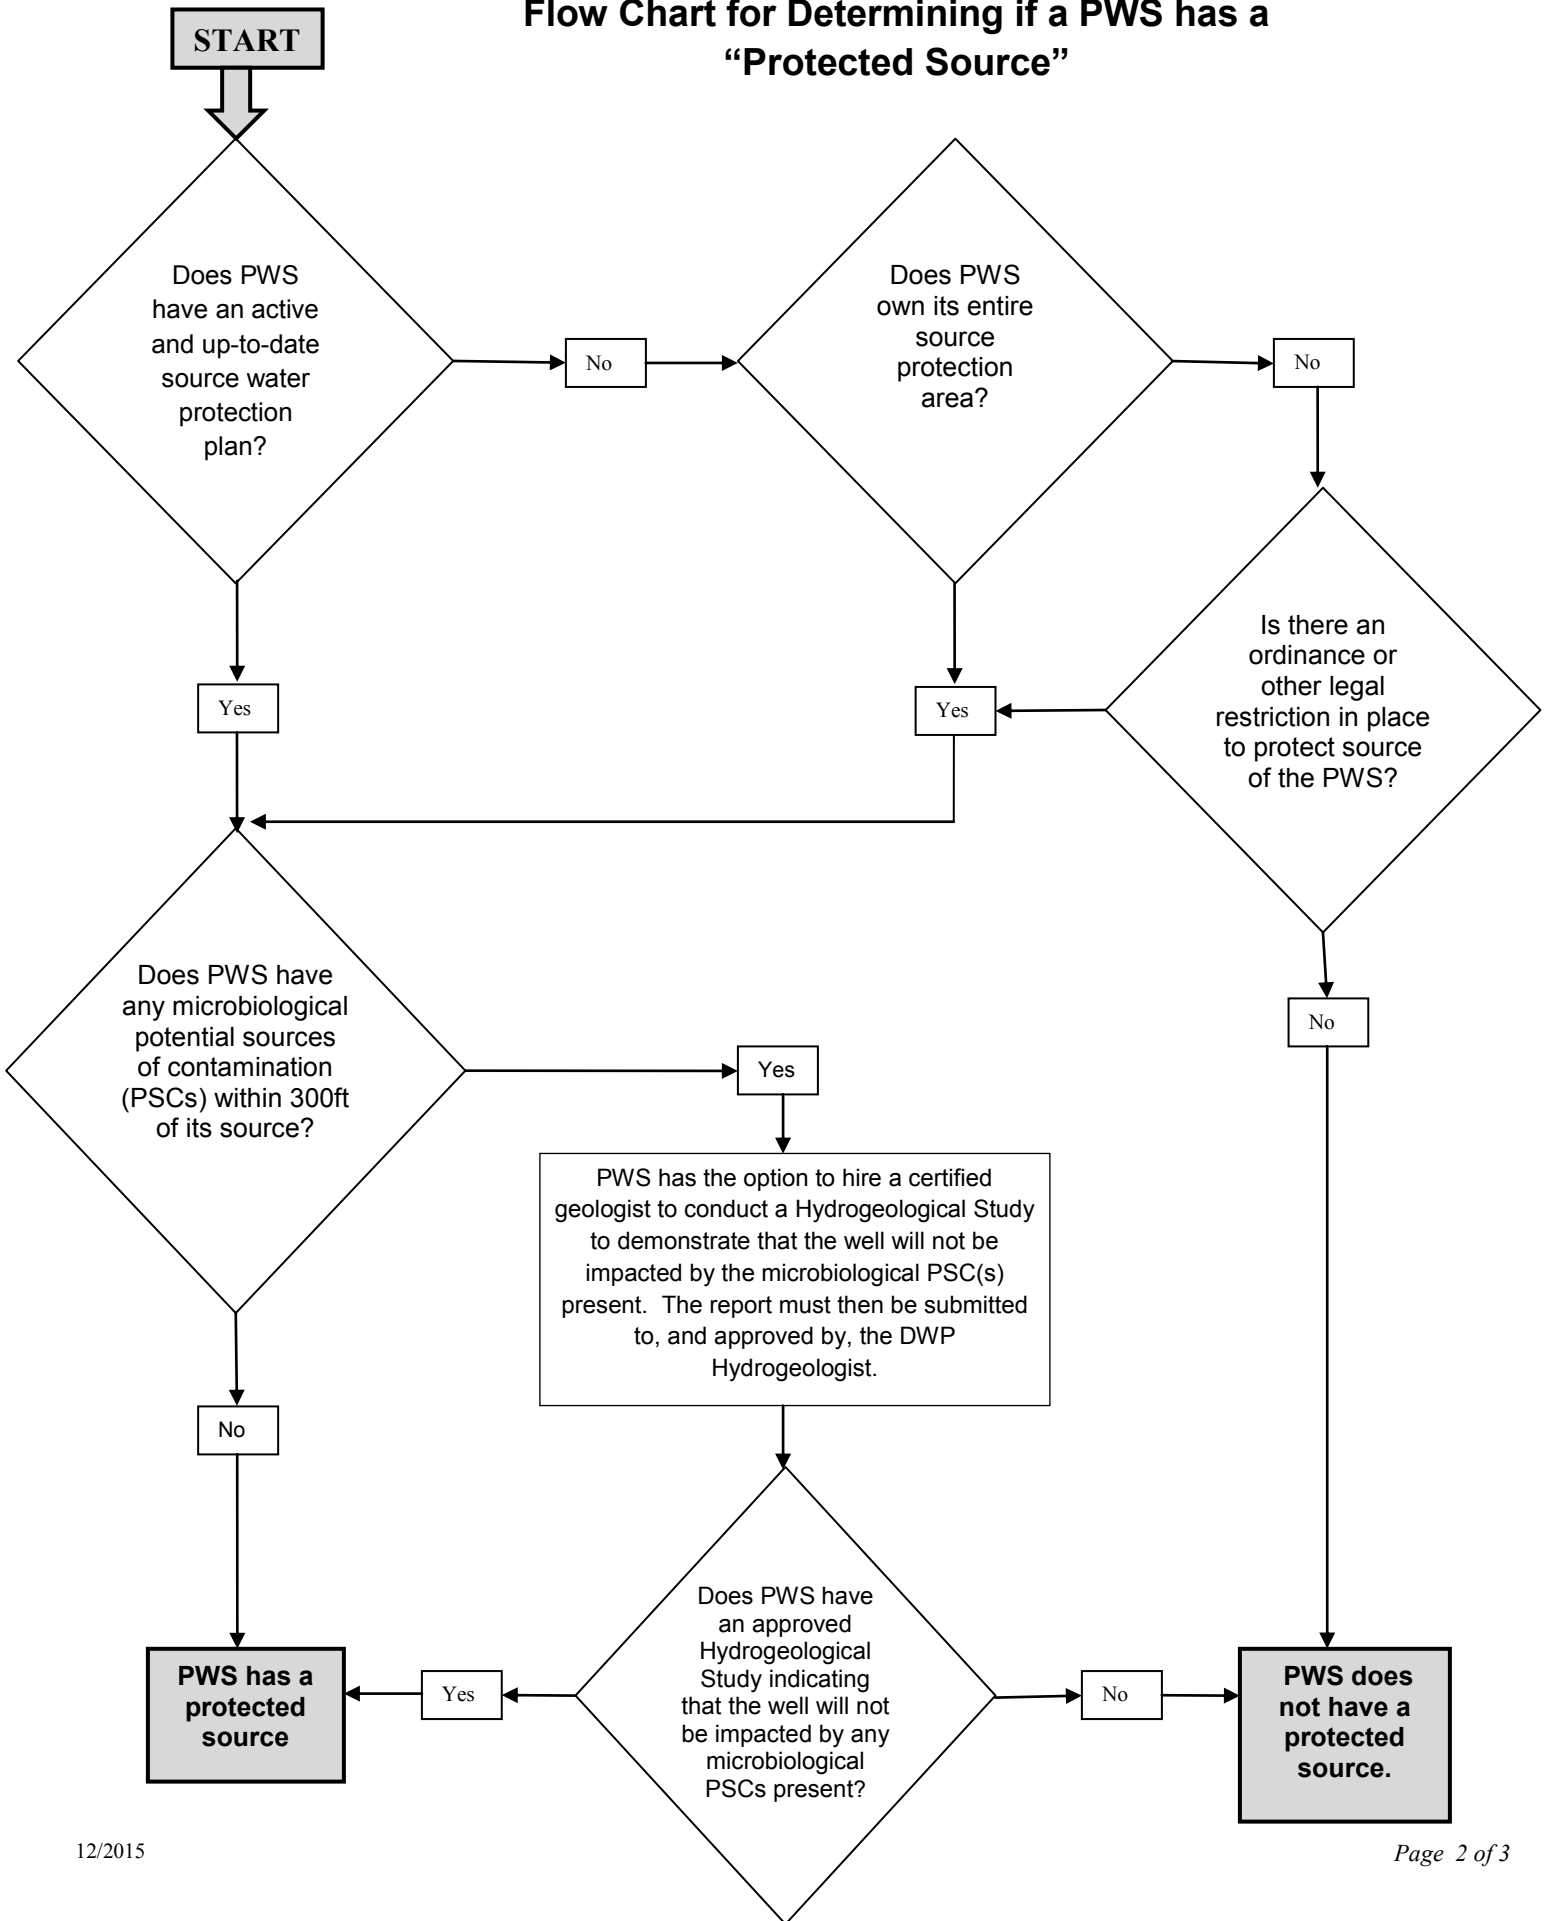 Flow Chart for Determining if a PWS has a
“Protected Source”
START
Does PWS
have an active
and up-to-date
source water
protection
plan?
No
Does PWS
own its entire
source
protection
area?
No
Yes
Yes
Is there an
ordinance or
other legal
restriction in place
to protect source
of the PWS?
No
Does PWS have
any microbiological
potential sources
of contamination
(PSCs) within 300ft
of its source?
Yes
PWS has the option to hire a certified
geologist to conduct a Hydrogeological Study
to demonstrate that the well will not be
impacted by the microbiological PSC(s)
present.  The report must then be submitted
to, and approved by, the DWP
Hydrogeologist.
No
Does PWS have
an approved
Hydrogeological
Study indicating
that the well will not
be impacted by any
microbiological
PSCs present?
Yes
No
PWS has a
protected
source
PWS does
not have a
protected
source.
12/2015
Page 2 of 3